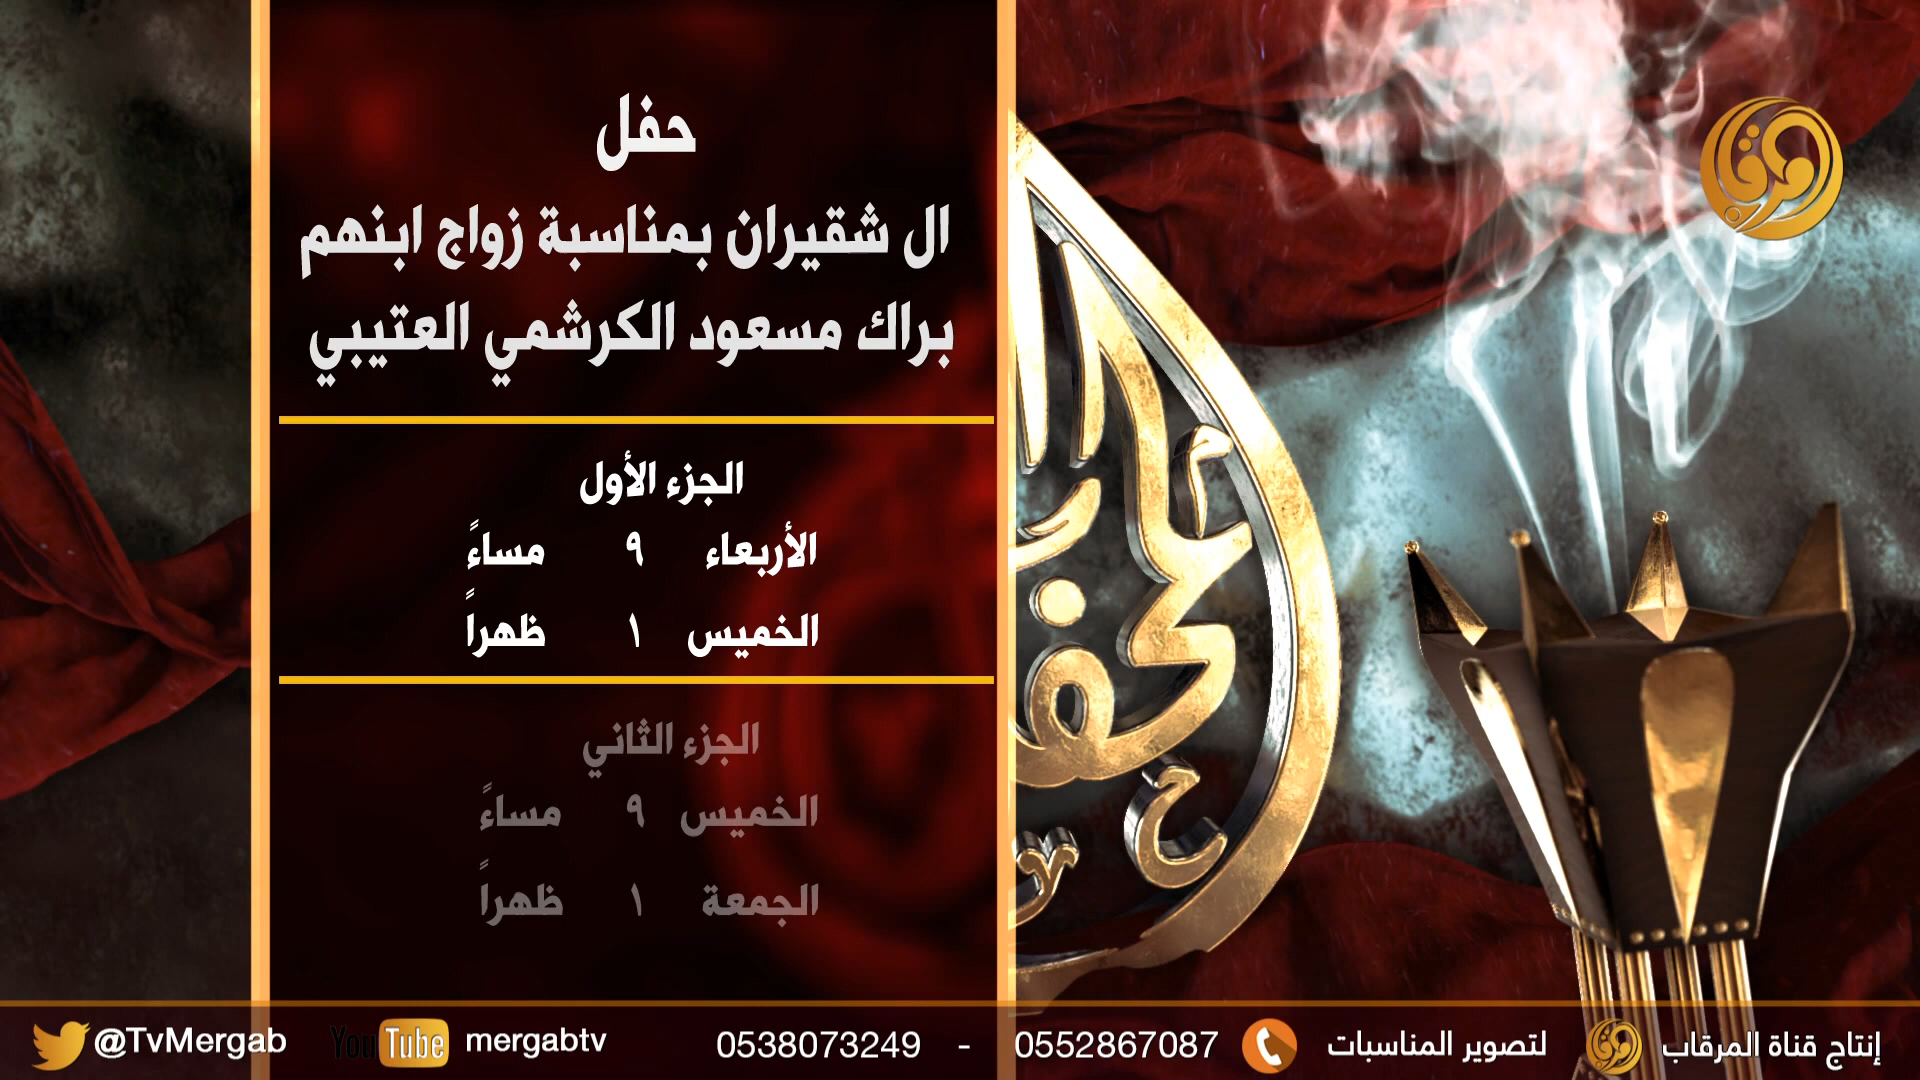 حفل
ال شقيران بمناسبة زواج ابنهم
براك مسعود الكرشمي العتيبي
الجزء الأول
الأربعاء ٩ مساءً
الخميس ١ ظهراً
الجزء الثاني
الخميس ٩ مساءً
الجمعة ١ ظهراً
إنتاج قناة المرقاب لتصوير المناسبات 0552867087 - 0538073249 mergabtv YouTube @TvMergab